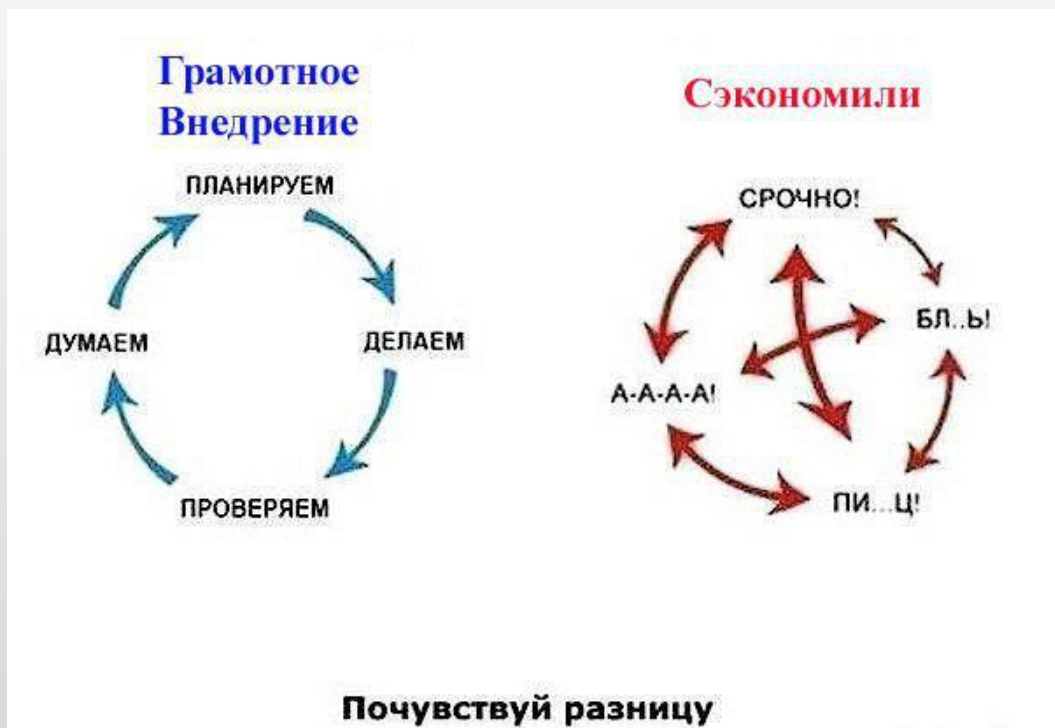 Грамотное
Внедрение
ПЛАНИРУЕМ
ДУМАЕМ
ДЕЛАЕМ
ПРОВЕРЯЕМ
Сэкономили
СРОЧНО!
БЛ..Ь!
А-А-А-А!
ПИ...Ц!
Почувствуй разницу